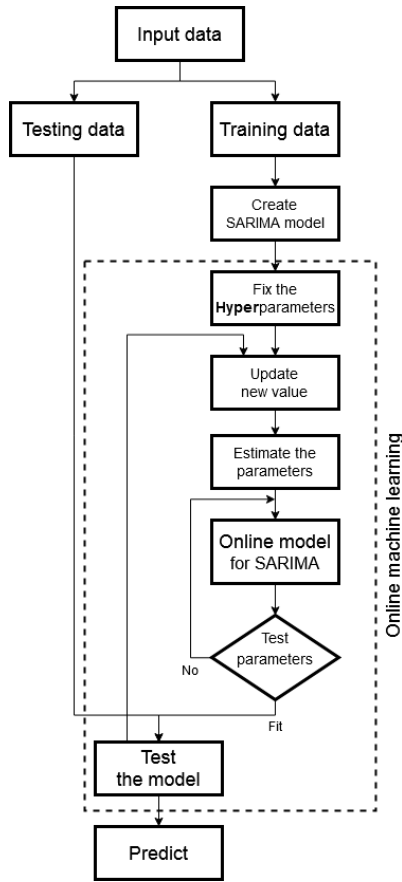 Input data
Testing data
Training data
Create
SARIMA model
Fix the
Hyperparameters
Update
new value
Estimate the
parameters
Online model
for SARIMA
Test
parameters
No
Fit
Test
the model
Predict
Online machine learning